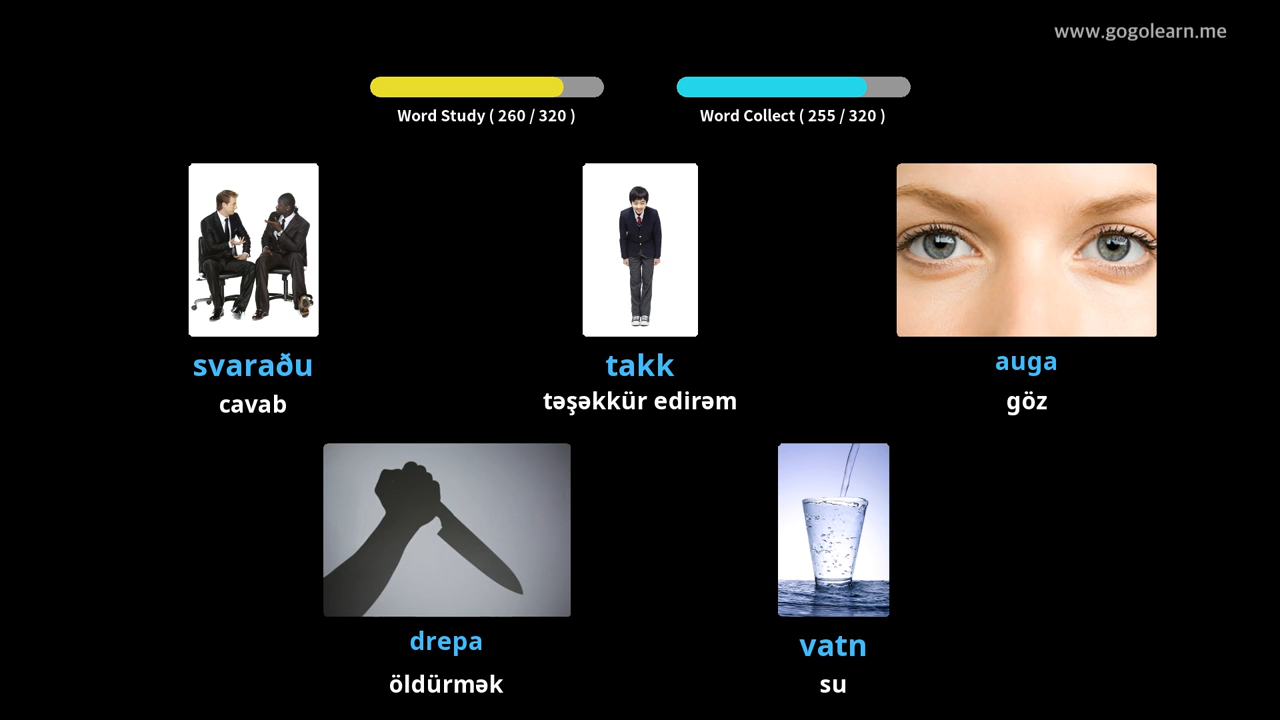 www.gogolearn.me
Word Study ( 260 / 320 )
Word Collect ( 255 / 320 )
svaraðu
cavab
takk
təşəkkür edirəm
auga
göz
drepa
öldürmək
vatn
su